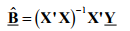 B̲̂ = (X'X)⁻¹X'Y̲